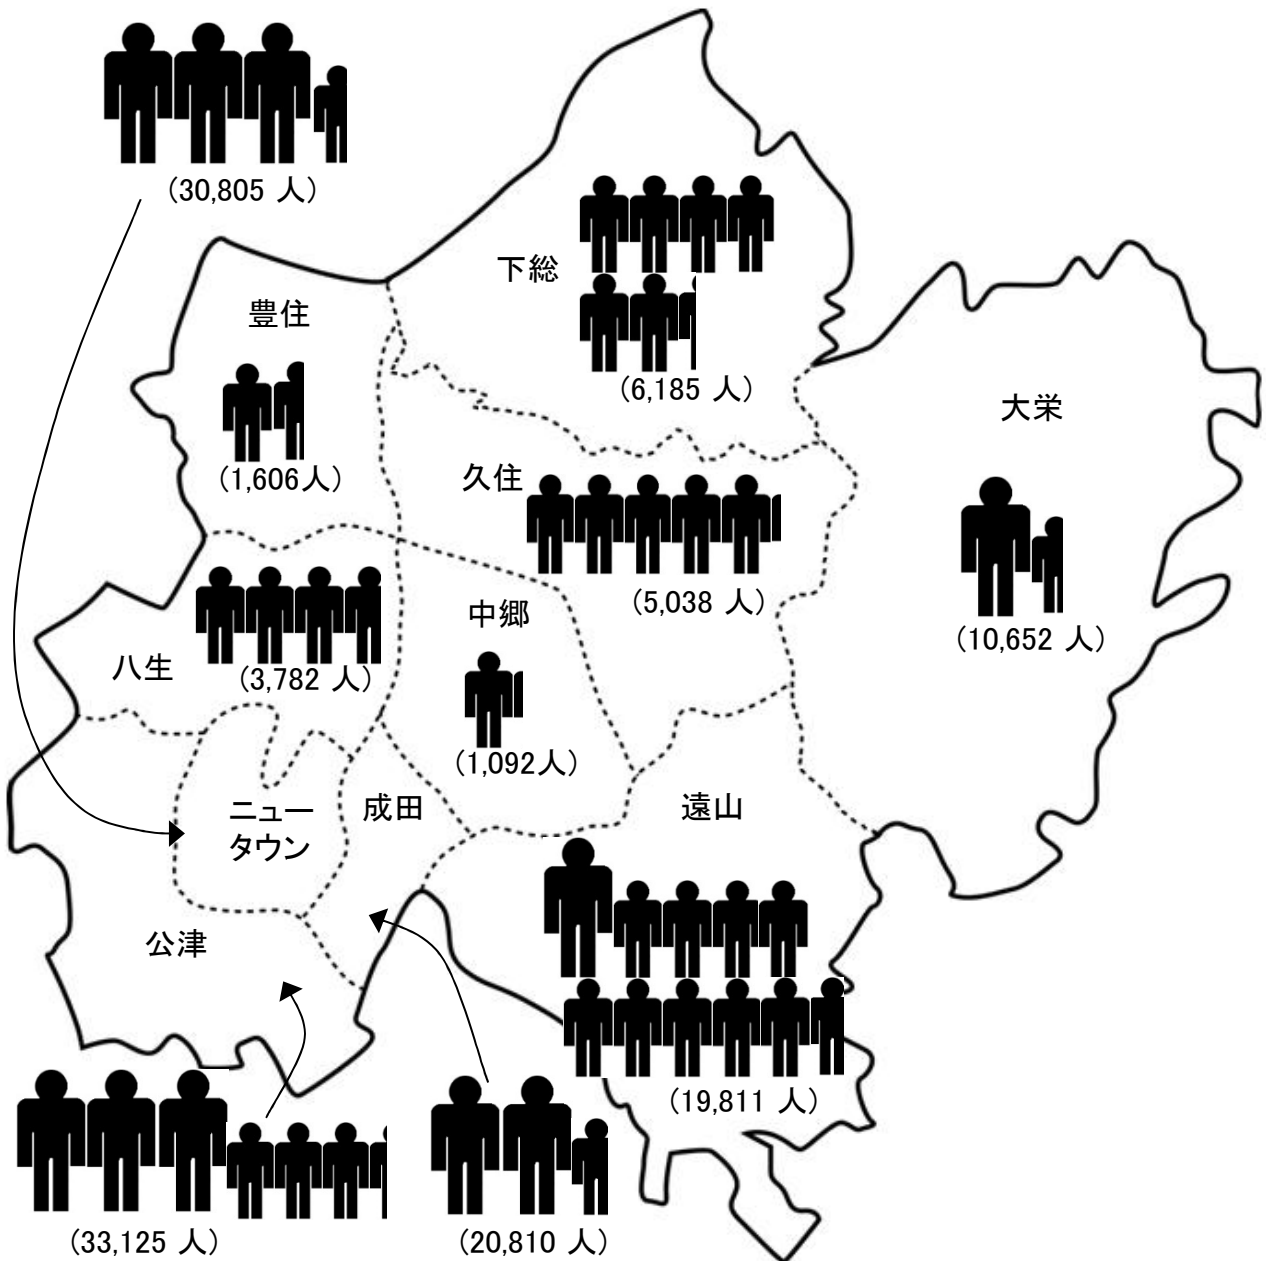 (30,805 人)
下総
(6,185 人)
豊住
(1,606人)
大栄
(10,652 人)
久住
(5,038 人)
中郷
(1,092人)
八生
(3,782 人)
ニュー
タウン
成田
遠山
(19,811 人)
公津
(33,125 人)
(20,810 人)